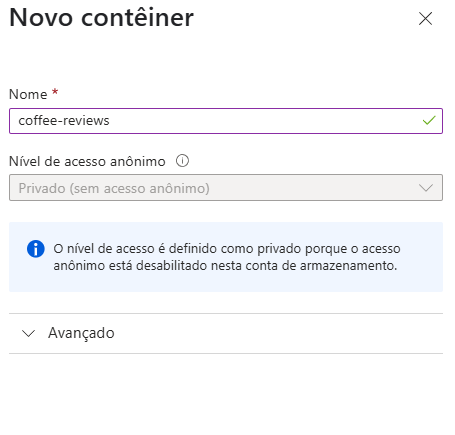 Novo contêiner
Nome *
coffee-reviews
Nível de acesso anônimo
Privado (sem acesso anônimo)
O nível de acesso é definido como privado porque o acesso
anônimo está desabilitado nesta conta de armazenamento.
Avançado